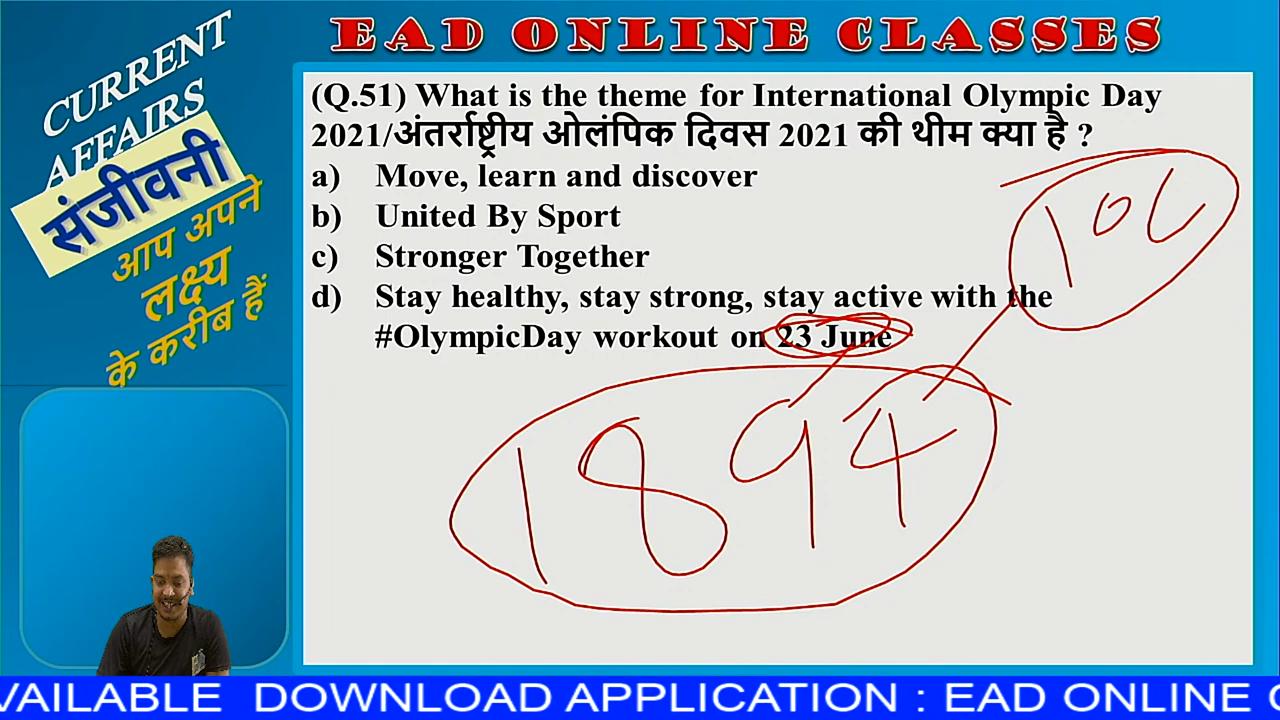 EAD ONLINE CLASSES
CURRENT
AFFAIRS
संजीवनी
आप अपने
लक्ष्य
के करीब हैं
(Q.51) What is the theme for International Olympic Day
2021/अंतर्राष्ट्रीय ओलंपिक दिवस 2021 की थीम क्या है ?
a) Move, learn and discover
b) United By Sport
c) Stronger Together
d) Stay healthy, stay strong, stay active with the
#OlympicDay workout on 23 June
1894
VAILABLE DOWNLOAD APPLICATION : EAD ONLINE